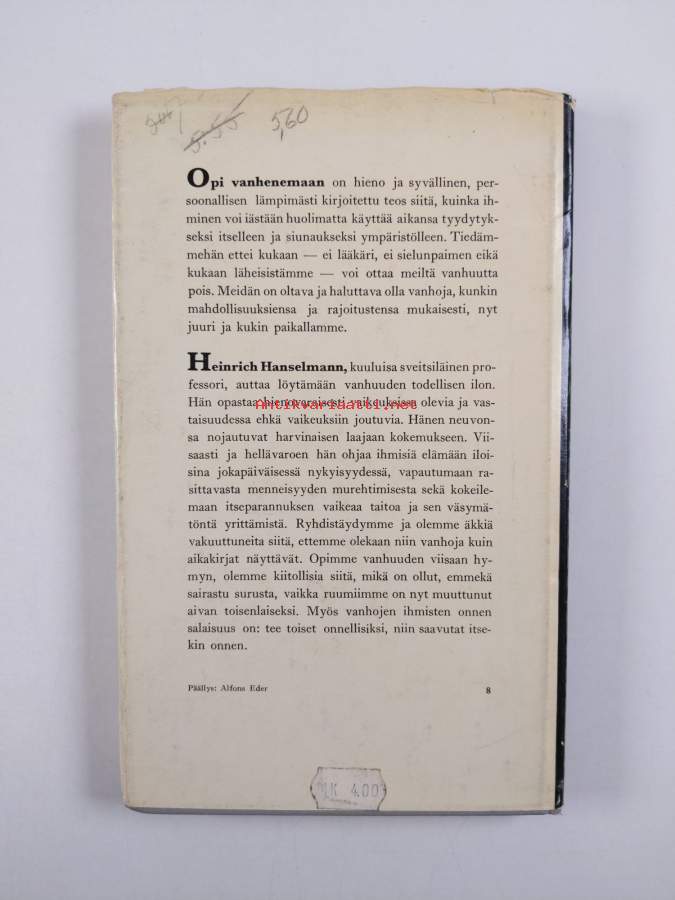 5,60
Opi vanhenemaan on hieno ja syvällinen, per-
soonallisen lämpimästi kirjoitettu teos siitä, kuinka ih-
minen voi iästään huolimatta käyttää aikansa tyydytyk-
seksi itselleen ja siunaukseksi ympäristölleen. Tiedäm-
mehän ettei kukaan — ei lääkäri, ei sielunpaimen eikä
kukaan läheisistämme — voi ottaa meiltä vanhuutta
pois. Meidän on oltava ja haluttava olla vanhoja, kunkin
mahdollisuuksiensa ja rajoitustensa mukaisesti, nyt
juuri ja kukin paikallamme.
Heinrich Hanselmann, kuuluisa sveitsiläinen pro-
fessori, auttaa löytämään vanhuuden todellisen ilon.
Hän opastaa hienovaraisesti vaikeuksissa olevia ja vas-
Antikvariaatti.net
taisuudessa ehkä vaikeuksiin joutuvia. Hänen neuvon-
sa nojautuvat harvinaisen laajaan kokemukseen. Vii-
saasti ja hellävaroen hän ohjaa ihmisiä elämään iloi-
sina jokapäiväisessä nykyisyydessä, vapautumaan ra-
sittavasta menneisyyden murehtimisesta sekä kokeile-
maan itseparannuksen vaikeaa taitoa ja sen väsymä-
töntä yrittämistä. Ryhdistäydymme ja olemme äkkiä
vakuuttuneita siitä, ettemme olekaan niin vanhoja kuin
aikakirjat näyttävät. Opimme vanhuuden viisaan hy-
myn, olemme kiitollisia siitä, mikä on ollut, emmekä
sairastu surusta, vaikka ruumiimme on nyt muuttunut
aivan toisenlaiseksi. Myös vanhojen ihmisten onnen
salaisuus on: tee toiset onnellisiksi, niin saavutat itse-
kin onnen.
Päällys: Alfons Eder 8
4.00